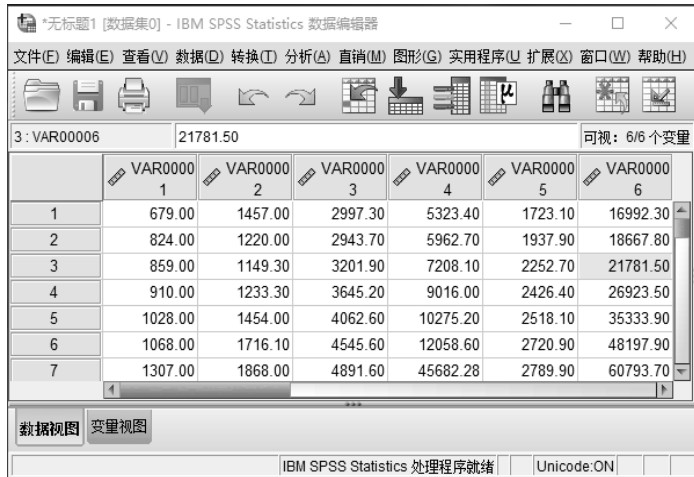 *无标题1 [数据集0] - IBM SPSS Statistics 数据编辑器
文件(F) 编辑(E) 查看(V) 数据(D) 转换(T) 分析(A) 直销(M) 图形(G) 实用程序(U 扩展(X) 窗口(W) 帮助(H)
3 : VAR00006 21781.50 可视： 6/6 个变量
VAR00001 VAR00002 VAR00003 VAR00004 VAR00005 VAR00006
1 679.00 1457.00 2997.30 5323.40 1723.10 16992.30
2 824.00 1220.00 2943.70 5962.70 1937.90 18667.80
3 859.00 1149.30 3201.90 7208.10 2252.70 21781.50
4 910.00 1233.30 3645.20 9016.00 2426.40 26923.50
5 1028.00 1454.00 4062.60 10275.20 2518.10 35333.90
6 1068.00 1716.10 4545.60 12058.60 2720.90 48197.90
7 1307.00 1868.00 4891.60 45682.28 2789.90 60793.70
数据视图 变量视图
IBM SPSS Statistics 处理程序就绪 Unicode:ON